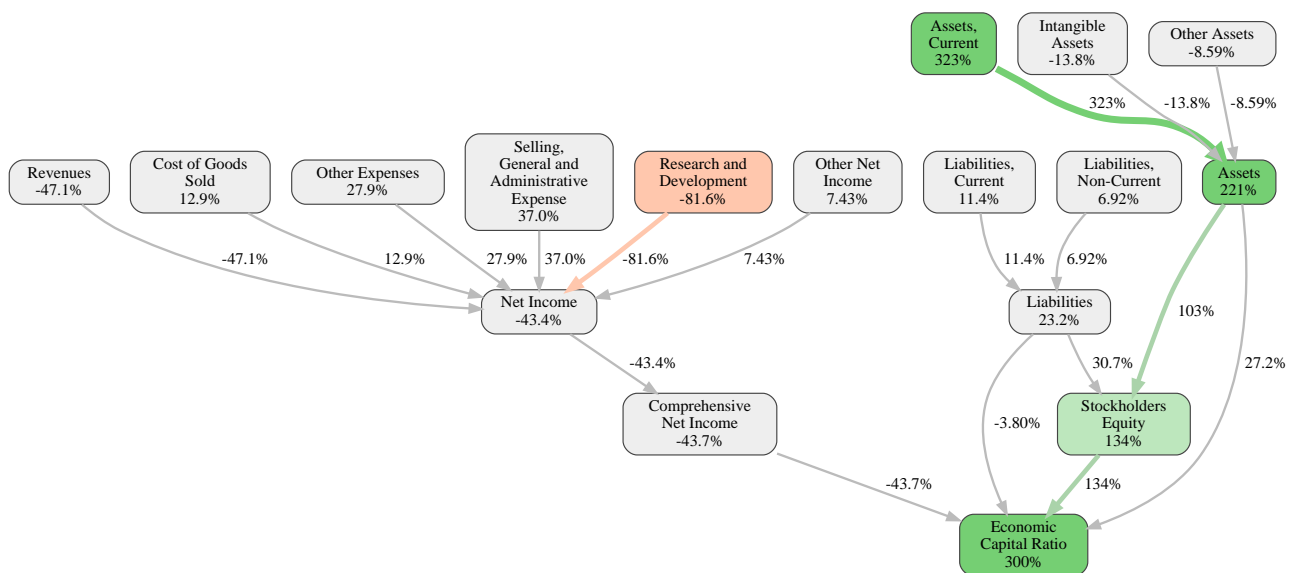 Assets,
Current
323%
Intangible
Assets
-13.8%
Other Assets
-8.59%
323%
-13.8%
-8.59%
Revenues
-47.1%
Cost of Goods
Sold
12.9%
Other Expenses
27.9%
Selling,
General and
Administrative
Expense
37.0%
Research and
Development
-81.6%
Other Net
Income
7.43%
Liabilities,
Current
11.4%
Liabilities,
Non-Current
6.92%
Assets
221%
-47.1%
12.9%
27.9%
37.0%
-81.6%
7.43%
11.4%
6.92%
Net Income
-43.4%
Liabilities
23.2%
103%
-43.4%
30.7%
27.2%
Comprehensive
Net Income
-43.7%
-3.80%
Stockholders
Equity
134%
-43.7%
134%
Economic
Capital Ratio
300%